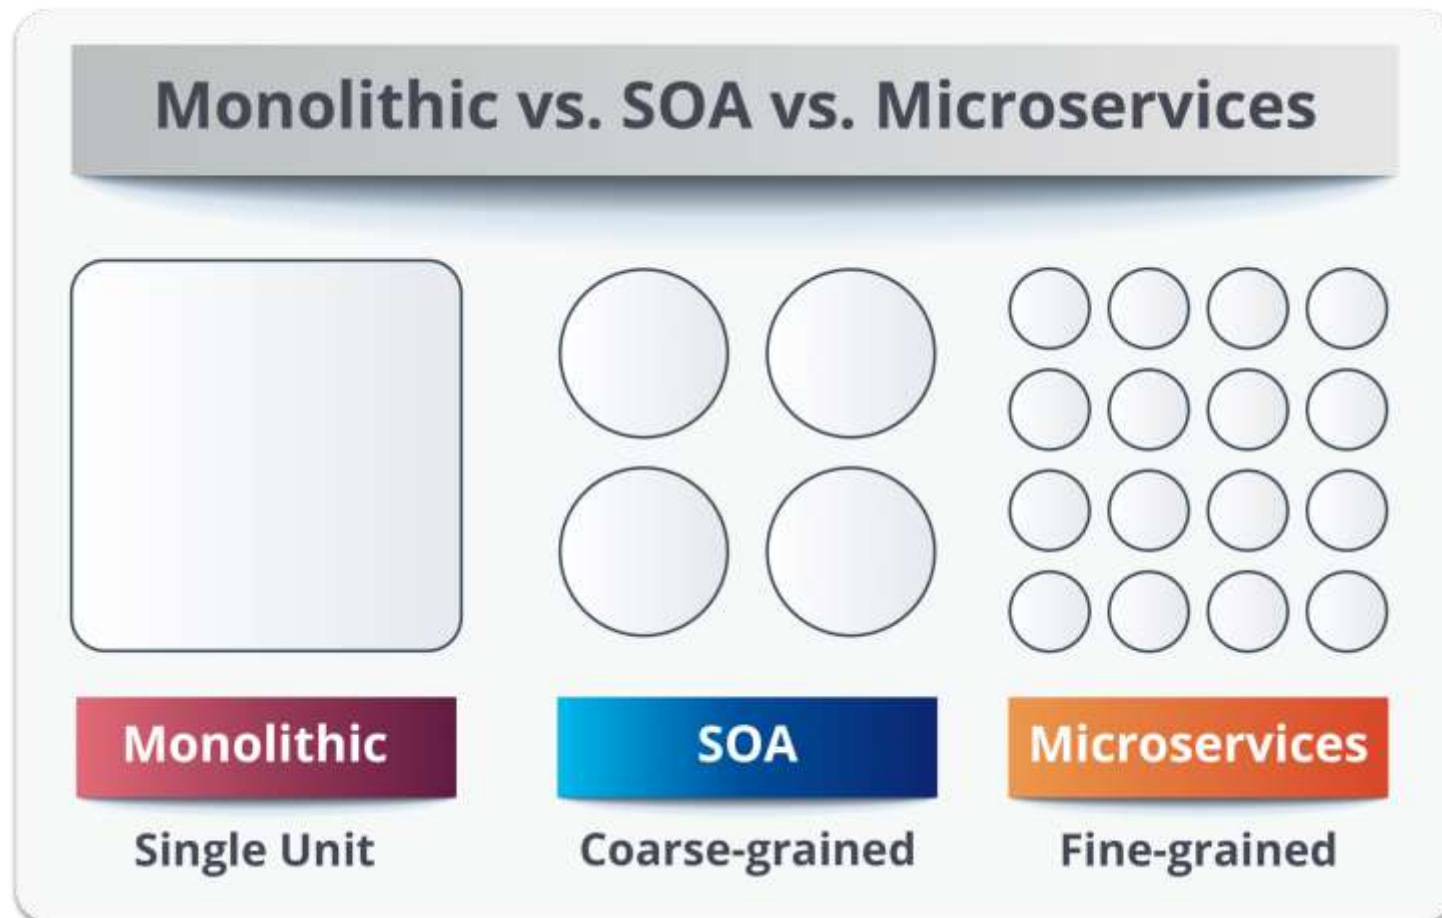 Monolithic vs. SOA vs. Microservices
Monolithic
SOA
Microservices
Single Unit
Coarse-grained
Fine-grained